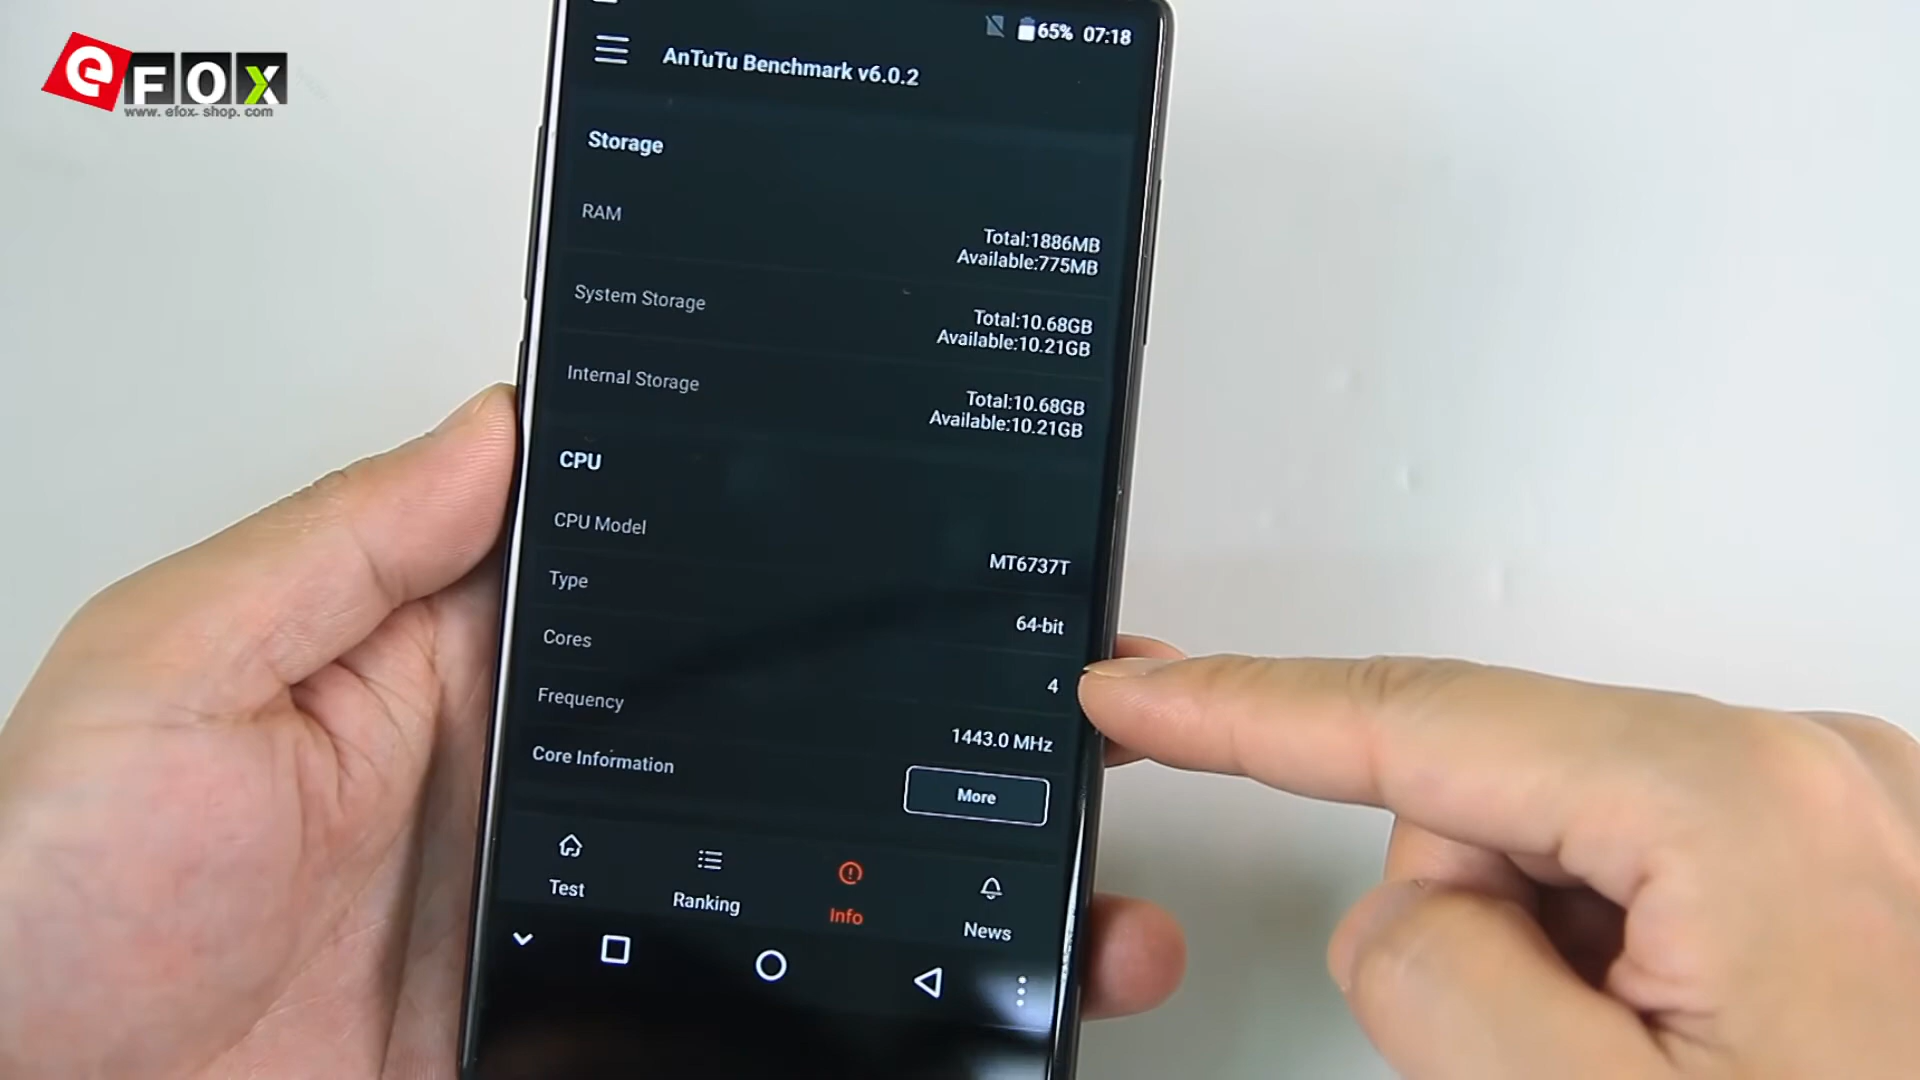 eFOX
www.efox-shop.com
65% 07:18
AnTuTu Benchmark v6.0.2
Storage
RAM
Total:1886MB
Available:775MB
System Storage
Total:10.68GB
Available:10.21GB
Internal Storage
Total:10.68GB
Available:10.21GB
CPU
CPU Model
MT6737T
Type
64-bit
Cores
4
Frequency
1443.0 MHz
Core Information
More
Test
Ranking
Info
News